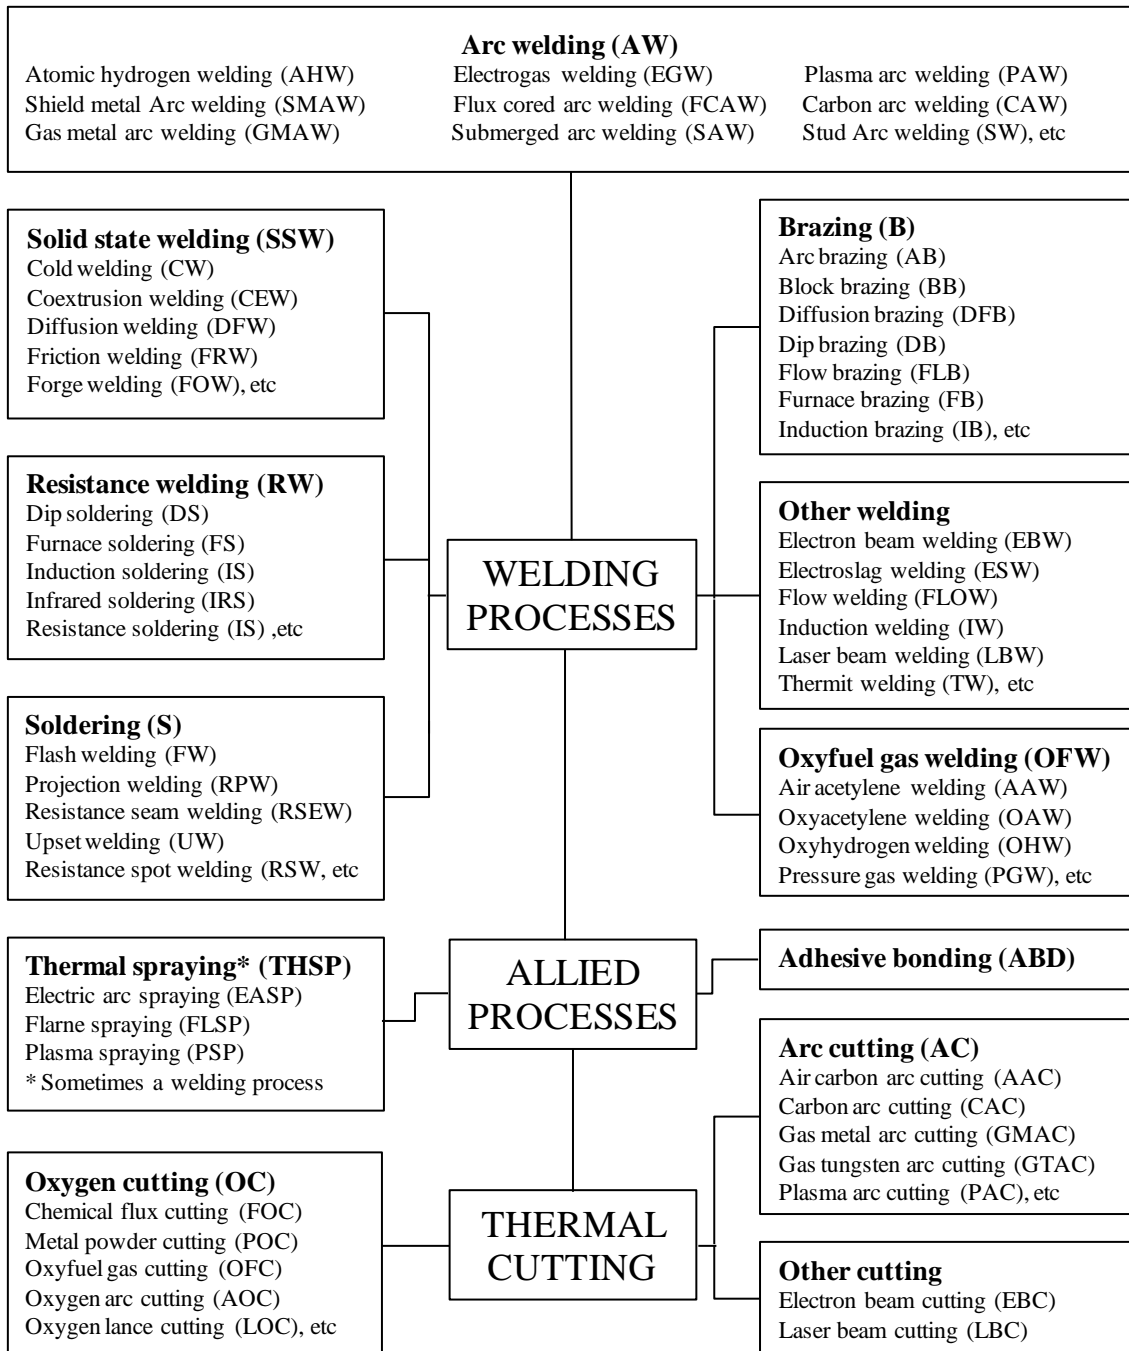 Arc welding (AW)
Atomic hydrogen welding (AHW)
Shield metal Arc welding (SMAW)
Gas metal arc welding (GMAW)
Electrogas welding (EGW)
Flux cored arc welding (FCAW)
Submerged arc welding (SAW)
Plasma arc welding (PAW)
Carbon arc welding (CAW)
Stud Arc welding (SW), etc
Solid state welding (SSW)
Cold welding (CW)
Coextrusion welding (CEW)
Diffusion welding (DFW)
Friction welding (FRW)
Forge welding (FOW), etc
Brazing (B)
Arc brazing (AB)
Block brazing (BB)
Diffusion brazing (DFB)
Dip brazing (DB)
Flow brazing (FLB)
Furnace brazing (FB)
Induction brazing (IB), etc
Resistance welding (RW)
Dip soldering (DS)
Furnace soldering (FS)
Induction soldering (IS)
Infrared soldering (IRS)
Resistance soldering (IS) ,etc
WELDING
PROCESSES
Other welding
Electron beam welding (EBW)
Electroslag welding (ESW)
Flow welding (FLOW)
Induction welding (IW)
Laser beam welding (LBW)
Thermit welding (TW), etc
Soldering (S)
Flash welding (FW)
Projection welding (RPW)
Resistance seam welding (RSEW)
Upset welding (UW)
Resistance spot welding (RSW, etc
Oxyfuel gas welding (OFW)
Air acetylene welding (AAW)
Oxyacetylene welding (OAW)
Oxyhydrogen welding (OHW)
Pressure gas welding (PGW), etc
Thermal spraying* (THSP)
Electric arc spraying (EASP)
Flarne spraying (FLSP)
Plasma spraying (PSP)
* Sometimes a welding process
ALLIED
PROCESSES
Adhesive bonding (ABD)
Arc cutting (AC)
Air carbon arc cutting (AAC)
Carbon arc cutting (CAC)
Gas metal arc cutting (GMAC)
Gas tungsten arc cutting (GTAC)
Plasma arc cutting (PAC), etc
Oxygen cutting (OC)
Chemical flux cutting (FOC)
Metal powder cutting (POC)
Oxyfuel gas cutting (OFC)
Oxygen arc cutting (AOC)
Oxygen lance cutting (LOC), etc
THERMAL
CUTTING
Other cutting
Electron beam cutting (EBC)
Laser beam cutting (LBC)